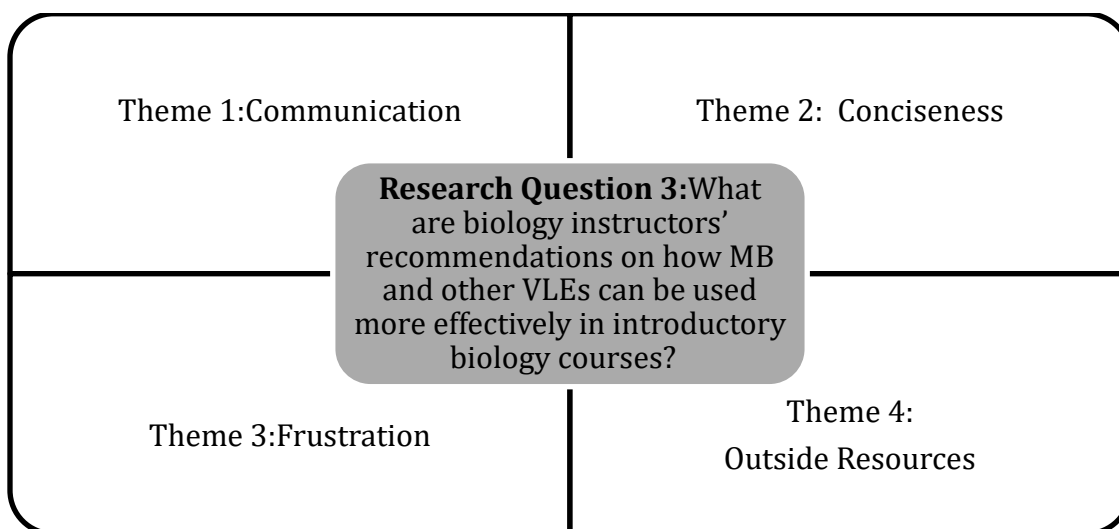 Theme 1:Communication
Theme 2: Conciseness
Research Question 3:What
are biology instructors’
recommendations on how MB
and other VLEs can be used
more effectively in introductory
biology courses?
Theme 3:Frustration
Theme 4:
Outside Resources